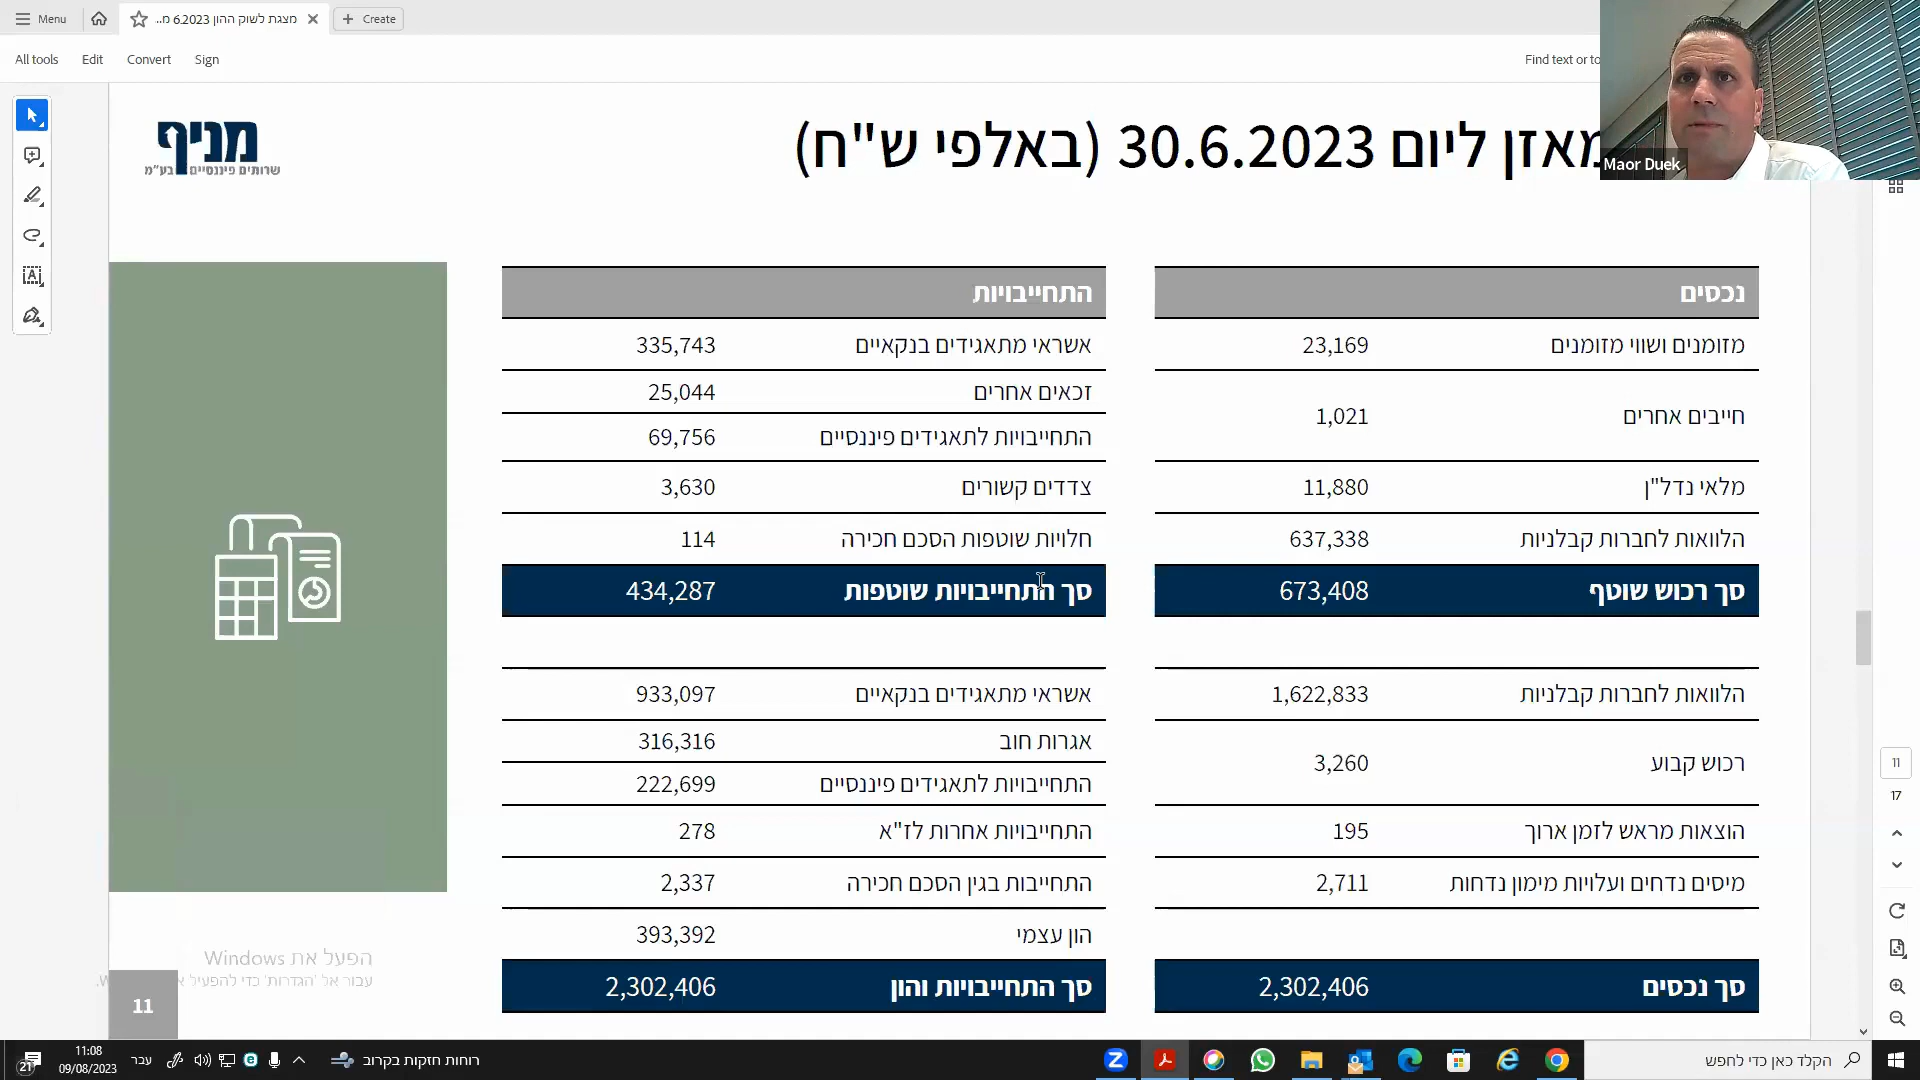 Menu
מצגת לשוק ההון 6.2023 מ...
Create
All tools
Edit
Convert
Sign
Find text or to
Maor Duek
מניף
שרותים פיננסיים בע"מ
מאזן ליום 30.6.2023 (באלפי ש"ח)
נכסים
מזומנים ושווי מזומנים 23,169
חייבים אחרים 1,021
מלאי נדל"ן 11,880
הלוואות לחברות קבלניות 637,338
סך רכוש שוטף 673,408
הלוואות לחברות קבלניות 1,622,833
רכוש קבוע 3,260
הוצאות מראש לזמן ארוך 195
מיסים נדחים ועלויות מימון נדחות 2,711
סך נכסים 2,302,406
התחייבויות
אשראי מתאגידים בנקאיים 335,743
זכאים אחרים 25,044
התחייבויות לתאגידים פיננסיים 69,756
צדדים קשורים 3,630
חלויות שוטפות הסכם חכירה 114
סך התחייבויות שוטפות 434,287
אשראי מתאגידים בנקאיים 933,097
אגרות חוב 316,316
התחייבויות לתאגידים פיננסיים 222,699
התחייבויות אחרות לז"א 278
התחייבות בגין הסכם חכירה 2,337
הון עצמי 393,392
סך התחייבויות והון 2,302,406
11
17
הפעל את Windows
עבור אל 'הגדרות' כדי להפעיל
11
הקלד כאן כדי לחפש
רוחות חזקות בקרוב
עבר
11:08
09/08/2023
21